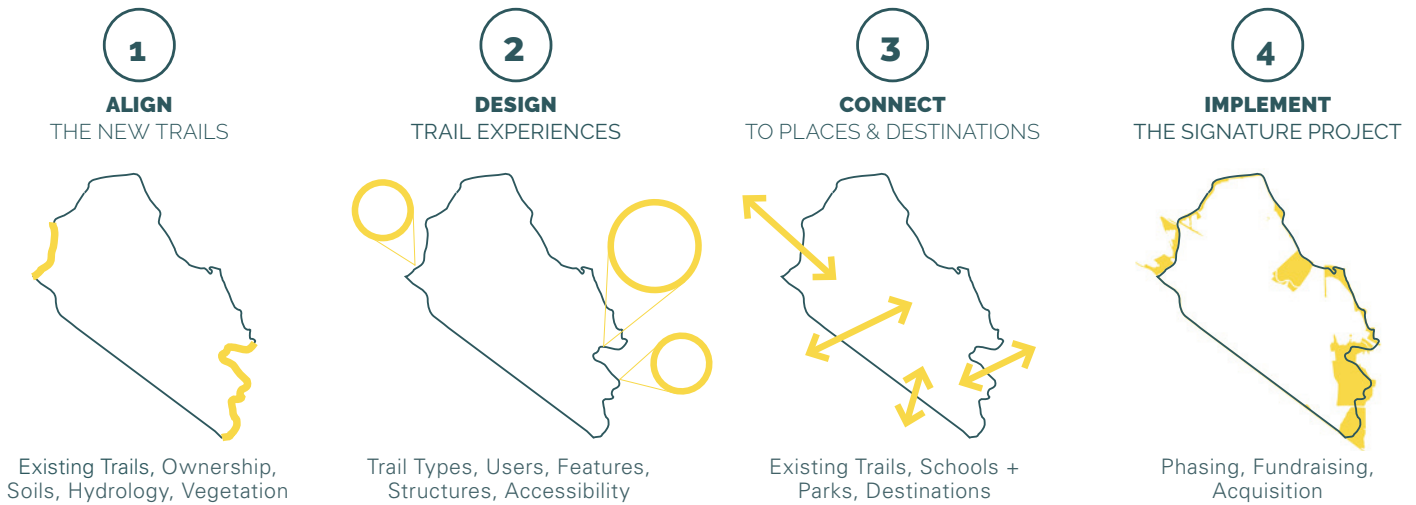 1
ALIGN
THE NEW TRAILS
Existing Trails, Ownership,
Soils, Hydrology, Vegetation
2
DESIGN
TRAIL EXPERIENCES
Trail Types, Users, Features,
Structures, Accessibility
3
CONNECT
TO PLACES & DESTINATIONS
Existing Trails, Schools +
Parks, Destinations
4
IMPLEMENT
THE SIGNATURE PROJECT
Phasing, Fundraising,
Acquisition